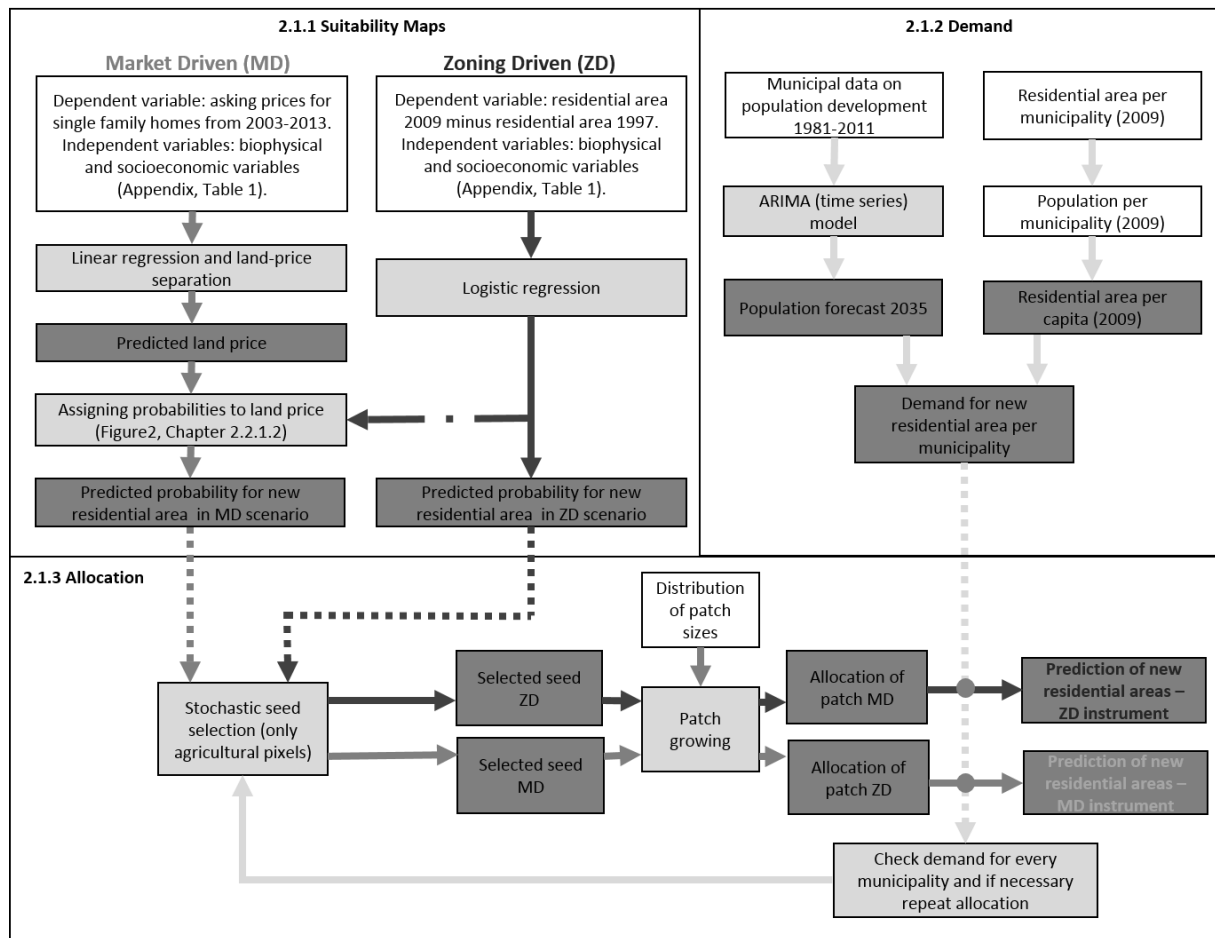 2.1.1 Suitability Maps
Market Driven (MD)
Dependent variable: asking prices for
single family homes from 2003-2013.
Independent variables: biophysical
and socioeconomic variables
(Appendix, Table 1).
Linear regression and land-price
separation
Predicted land price
Assigning probabilities to land price
(Figure2, Chapter 2.2.1.2)
Predicted probability for new
residential area in MD scenario
Zoning Driven (ZD)
Dependent variable: residential area
2009 minus residential area 1997.
Independent variables: biophysical
and socioeconomic variables
(Appendix, Table 1).
Logistic regression
Predicted probability for new
residential area in ZD scenario
2.1.2 Demand
Municipal data on
population development
1981-2011
ARIMA (time series)
model
Population forecast 2035
Residential area per
municipality (2009)
Population per
municipality (2009)
Residential area per
capita (2009)
Demand for new
residential area per
municipality
2.1.3 Allocation
Stochastic seed
selection (only
agricultural pixels)
Selected seed
ZD
Selected seed
MD
Distribution
of patch
sizes
Patch
growing
Allocation of
patch MD
Allocation of
patch ZD
Prediction of new
residential areas –
ZD instrument
Prediction of new
residential areas –
MD instrument
Check demand for every
municipality and if necessary
repeat allocation